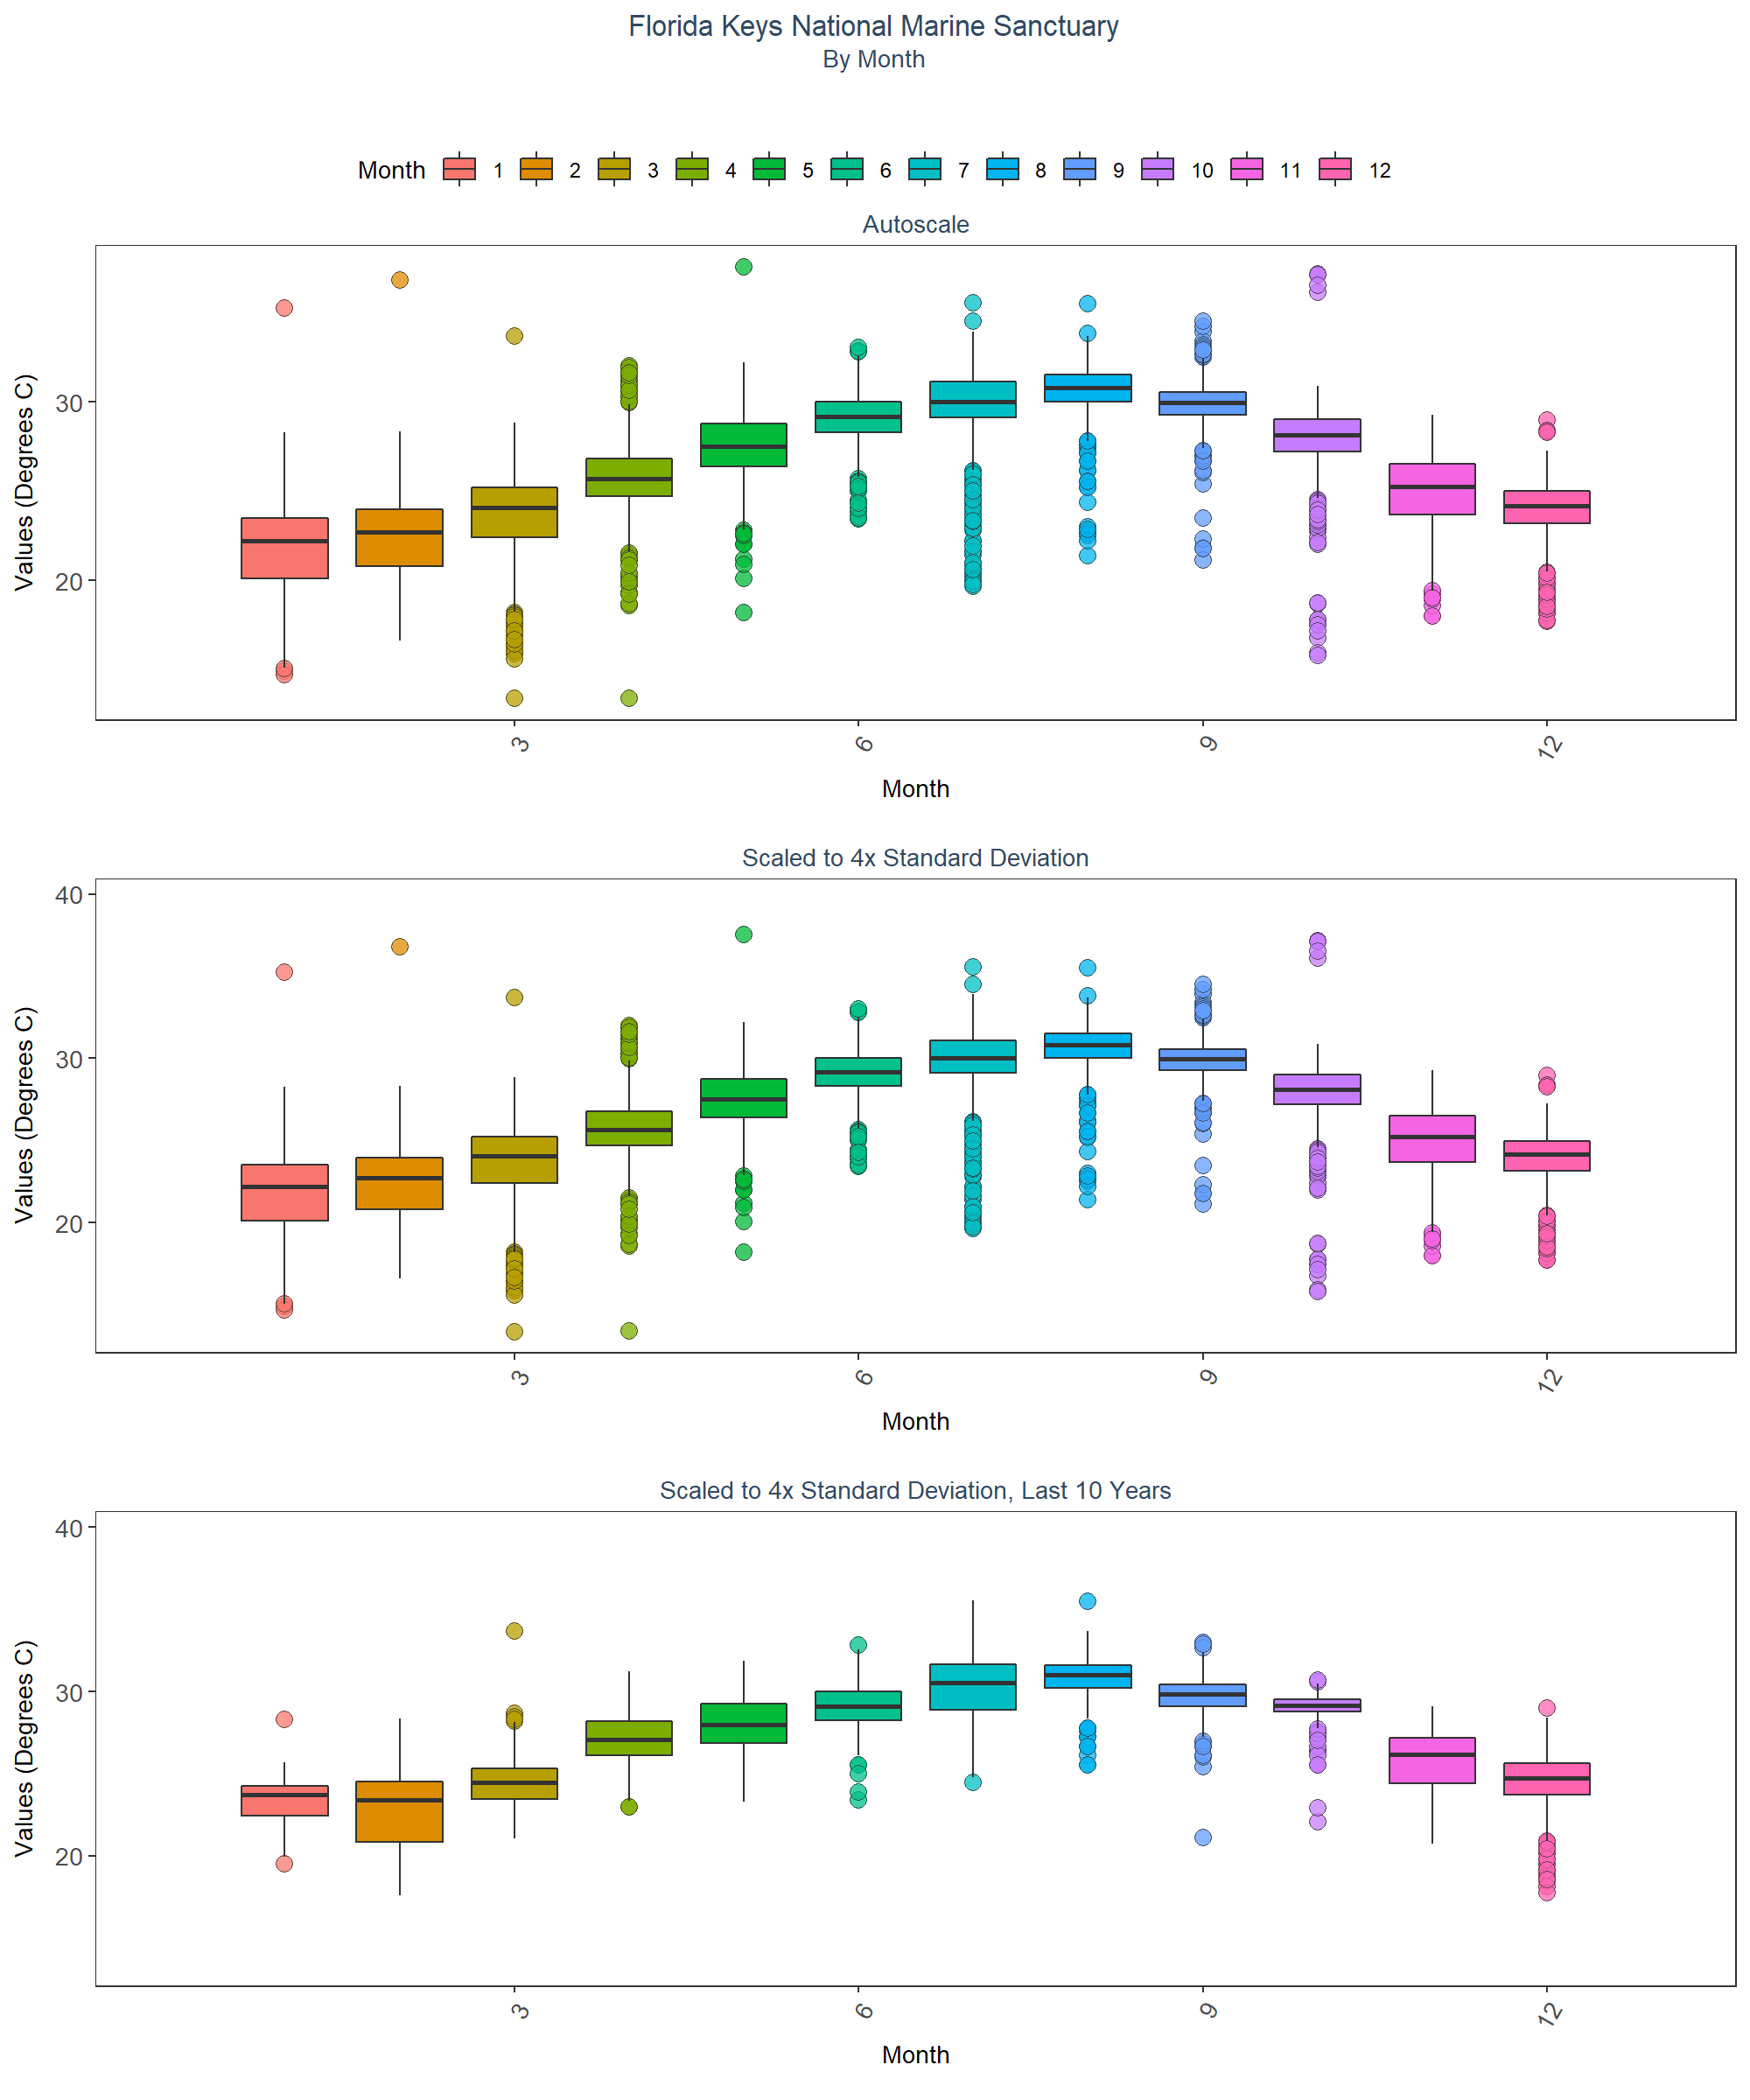 Florida Keys National Marine Sanctuary
By Month
Month 1 2 3 4 5 6 7 8 9 10 11 12
Autoscale
Values (Degrees C)
30
20
3 6 9 12
Month
Scaled to 4x Standard Deviation
Values (Degrees C)
40
30
20
3 6 9 12
Month
Scaled to 4x Standard Deviation, Last 10 Years
Values (Degrees C)
40
30
20
3 6 9 12
Month